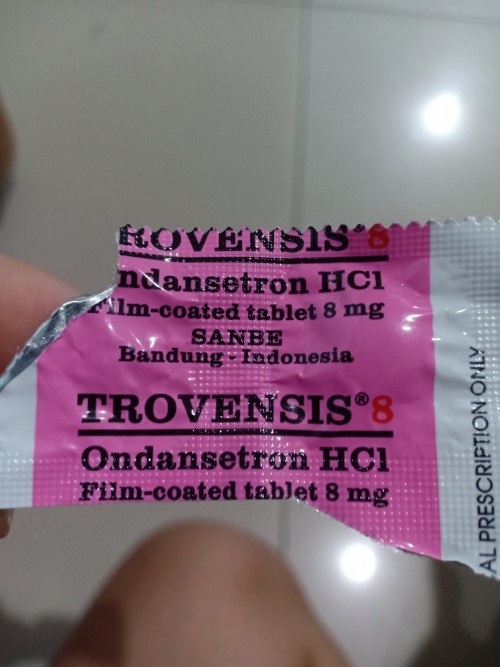 ROVENSIS® 8
ndansetron HCl
Film-coated tablet 8 mg
SANBE
Bandung - Indonesia
TROVENSIS®8
Ondansetron HCl
Film-coated tablet 8 mg
AL PRESCRIPTION ONLY